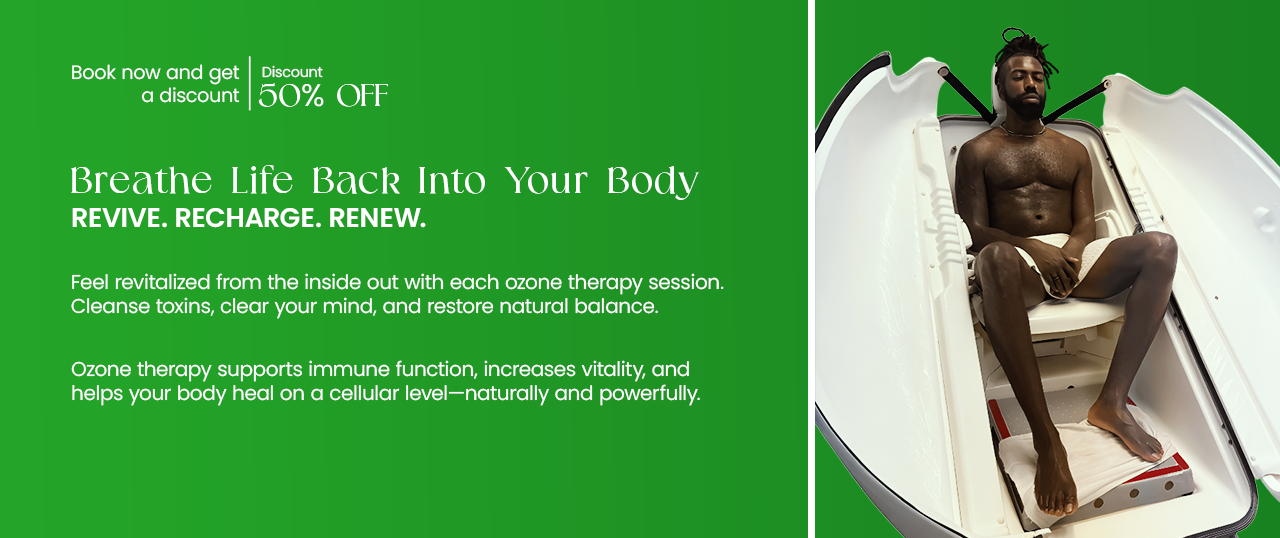 Book now and get
a discount
Discount
50% OFF
Breathe Life Back Into Your Body
REVIVE. RECHARGE. RENEW.
Feel revitalized from the inside out with each ozone therapy session.
Cleanse toxins, clear your mind, and restore natural balance.
Ozone therapy supports immune function, increases vitality, and
helps your body heal on a cellular level—naturally and powerfully.